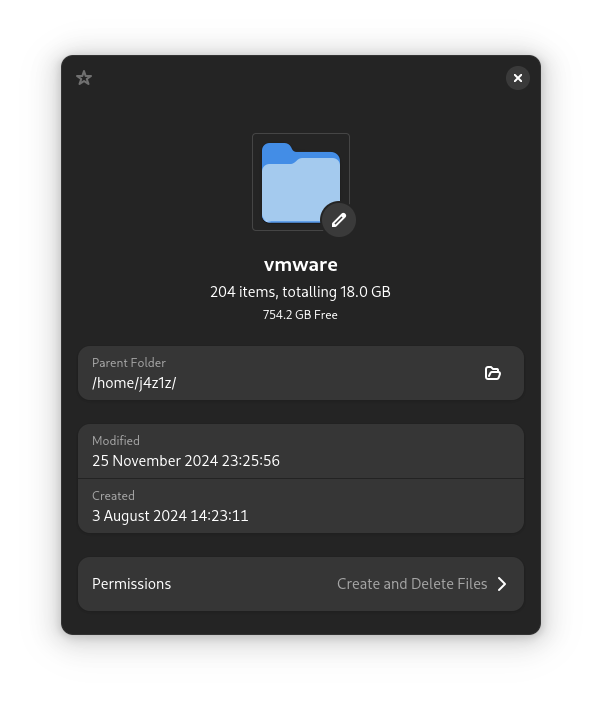 vmware
204 items, totalling 18.0 GB
754.2 GB Free
Parent Folder
/home/j4z1z/
Modified
25 November 2024 23:25:56
Created
3 August 2024 14:23:11
Permissions Create and Delete Files